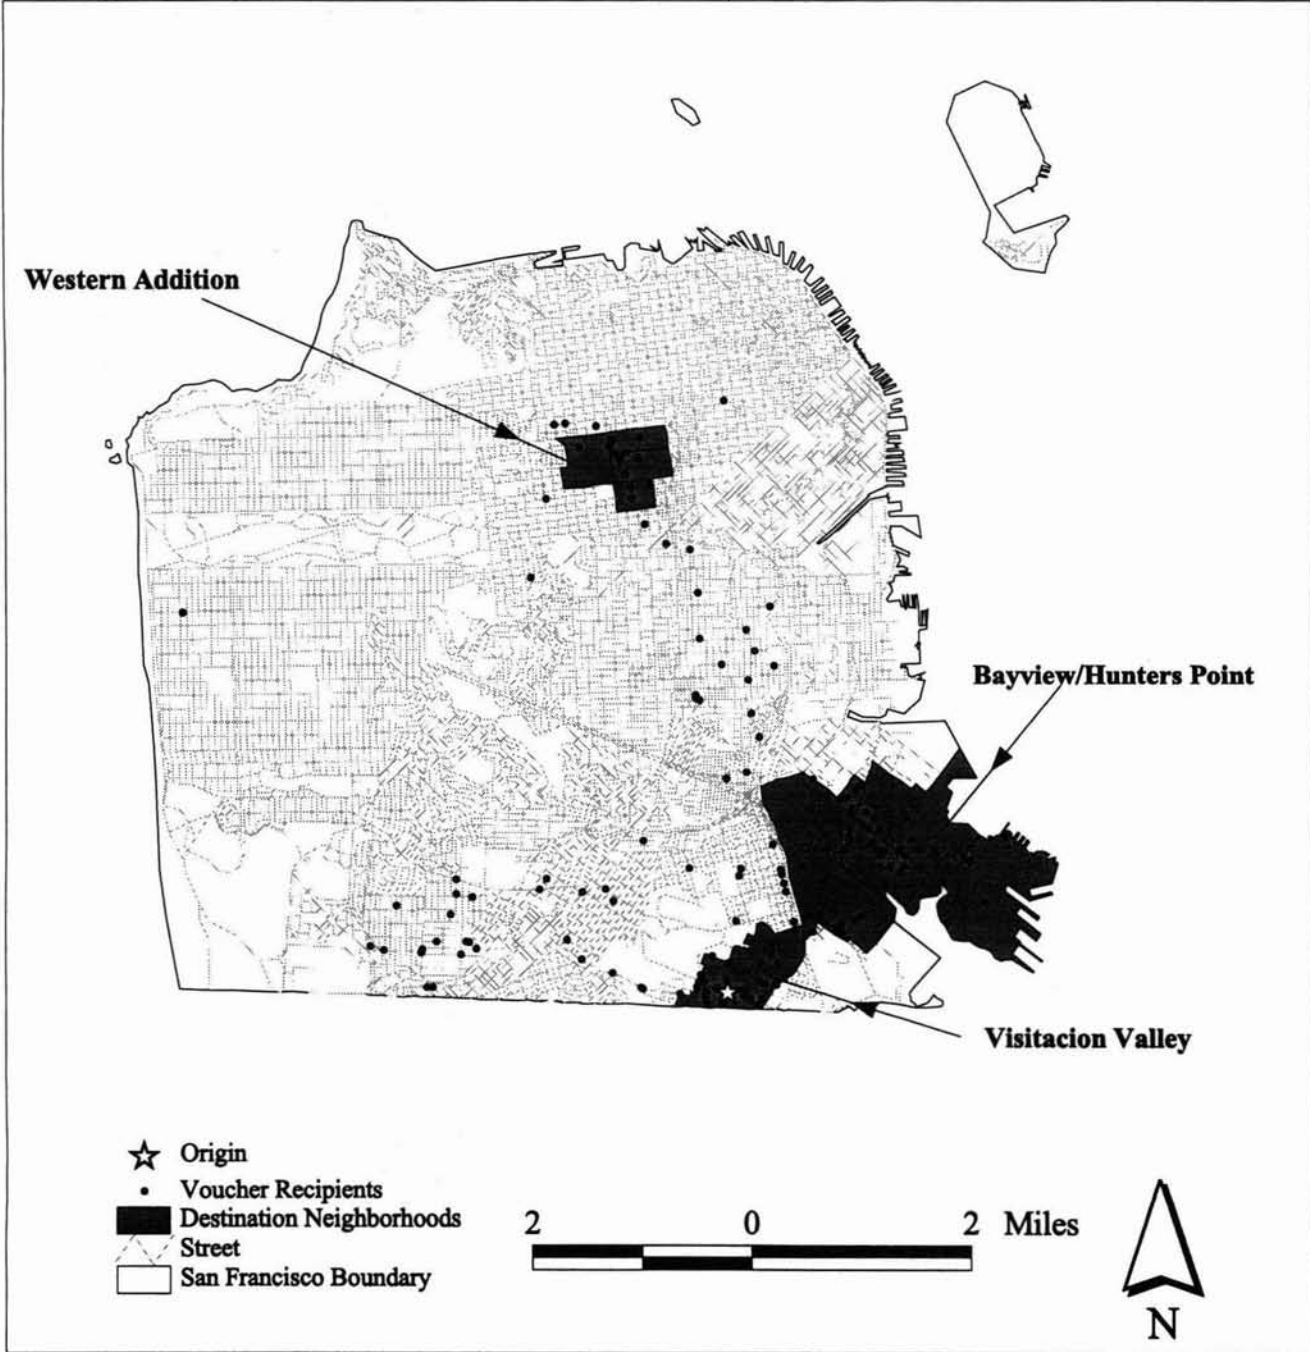 Western Addition
Bayview/Hunters Point
Visitacion Valley
Origin
Voucher Recipients
Destination Neighborhoods
Street
San Francisco Boundary
2 0 2 Miles
N